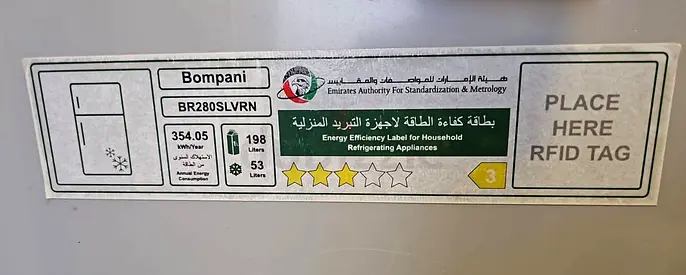 Bompani
BR280SLVRN
354.05
kWh/Year
الاستهلاك السنوى
من الطاقة
Annual Energy
Consumption
198
Liters
53
Liters
هيئة الإمارات للمواصفات والمقاييس
Emirates Authority For Standardization & Metrology
بطاقة كفاءة الطاقة لاجهزة التبريد المنزلية
Energy Efficiency Label for Household
Refrigerating Appliances
3
PLACE
HERE
RFID TAG